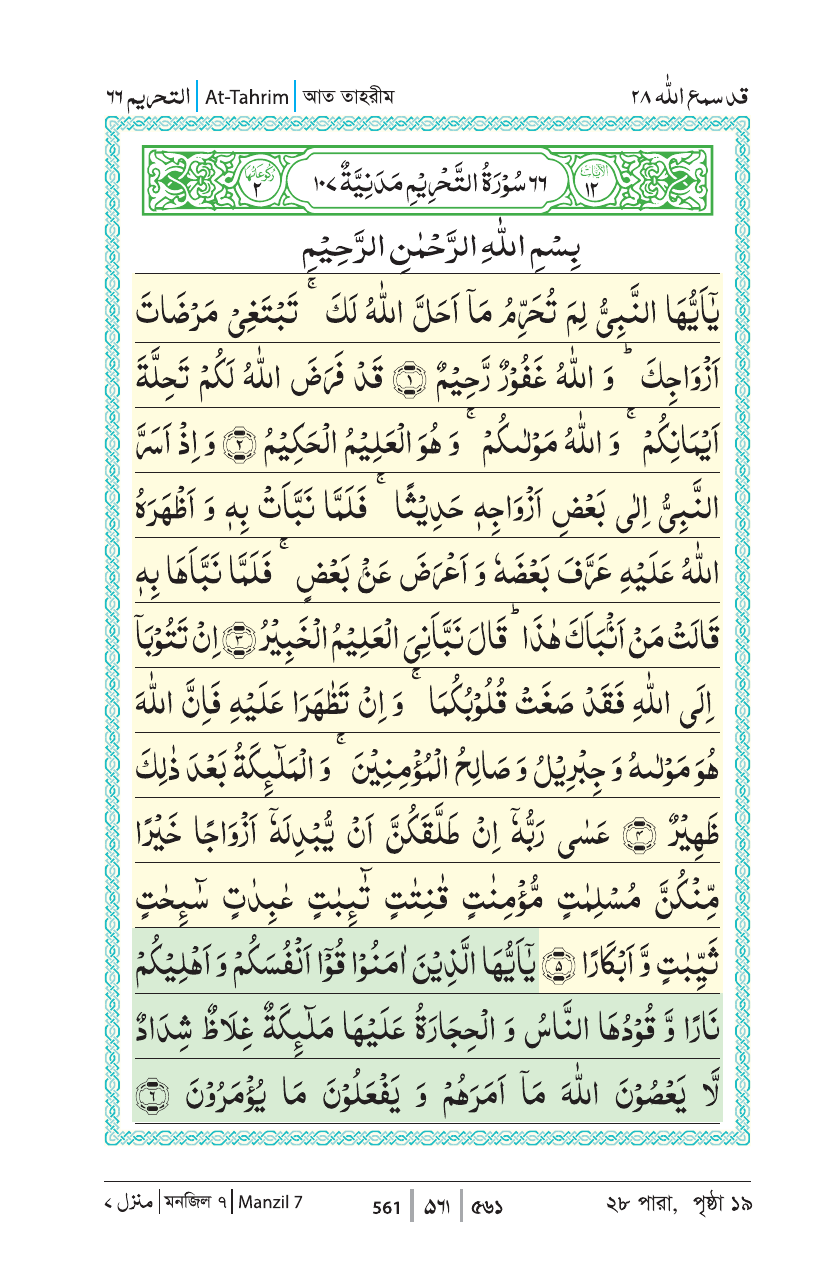 التحريم ٦٦ | At-Tahrim | আত তাহরীম
قد سمع الله ٢٨
الآيات ١٢
٦٦ سُوْرَةُ التَّحْرِيْمِ مَدَنِيَّةٌ ١٠٧
رکوعاتها ٢
بِسْمِ اللّٰهِ الرَّحْمٰنِ الرَّحِيْمِ
يٰۤاَيُّهَا النَّبِيُّ لِمَ تُحَرِّمُ مَاۤ اَحَلَّ اللّٰهُ لَكَ ۚ تَبْتَغِيْ مَرْضَاتَ
اَزْوَاجِكَ ؕ وَ اللّٰهُ غَفُوْرٌ رَّحِيْمٌ ﴿١﴾ قَدْ فَرَضَ اللّٰهُ لَكُمْ تَحِلَّةَ
اَيْمَانِكُمْ ۚ وَ اللّٰهُ مَوْلٰىكُمْ ۚ وَ هُوَ الْعَلِيْمُ الْحَكِيْمُ ﴿٢﴾ وَ اِذْ اَسَرَّ
النَّبِيُّ اِلٰى بَعْضِ اَزْوَاجِهٖ حَدِيْثًا ۚ فَلَمَّا نَبَّاَتْ بِهٖ وَ اَظْهَرَهُ
اللّٰهُ عَلَيْهِ عَرَّفَ بَعْضَهٗ وَ اَعْرَضَ عَنْۢ بَعْضٍ ۚ فَلَمَّا نَبَّاَهَا بِهٖ
قَالَتْ مَنْ اَنْۢبَاَكَ هٰذَا ؕ قَالَ نَبَّاَنِيَ الْعَلِيْمُ الْخَبِيْرُ ﴿٣﴾ اِنْ تَتُوْبَاۤ
اِلَى اللّٰهِ فَقَدْ صَغَتْ قُلُوْبُكُمَا ۚ وَ اِنْ تَظٰهَرَا عَلَيْهِ فَاِنَّ اللّٰهَ
هُوَ مَوْلٰىهُ وَ جِبْرِيْلُ وَ صَالِحُ الْمُؤْمِنِيْنَ ۚ وَ الْمَلٰٓئِكَةُ بَعْدَ ذٰلِكَ
ظَهِيْرٌ ﴿٤﴾ عَسٰى رَبُّهٗۤ اِنْ طَلَّقَكُنَّ اَنْ يُّبْدِلَهٗۤ اَزْوَاجًا خَيْرًا
مِّنْكُنَّ مُسْلِمٰتٍ مُّؤْمِنٰتٍ قٰنِتٰتٍ تٰٓئِبٰتٍ عٰبِدٰتٍ سٰٓئِحٰتٍ
ثَيِّبٰتٍ وَّ اَبْكَارًا ﴿٥﴾ يٰۤاَيُّهَا الَّذِيْنَ اٰمَنُوْا قُوْۤا اَنْفُسَكُمْ وَ اَهْلِيْكُمْ
نَارًا وَّ قُوْدُهَا النَّاسُ وَ الْحِجَارَةُ عَلَيْهَا مَلٰٓئِكَةٌ غِلَاظٌ شِدَادٌ
لَّا يَعْصُوْنَ اللّٰهَ مَاۤ اَمَرَهُمْ وَ يَفْعَلُوْنَ مَا يُؤْمَرُوْنَ ﴿٦﴾
منزل ٧ | মনজিল ৭ | Manzil 7
561 | ۵٦١ | ৫৬১
২৮ পারা, পৃষ্ঠা ১৯